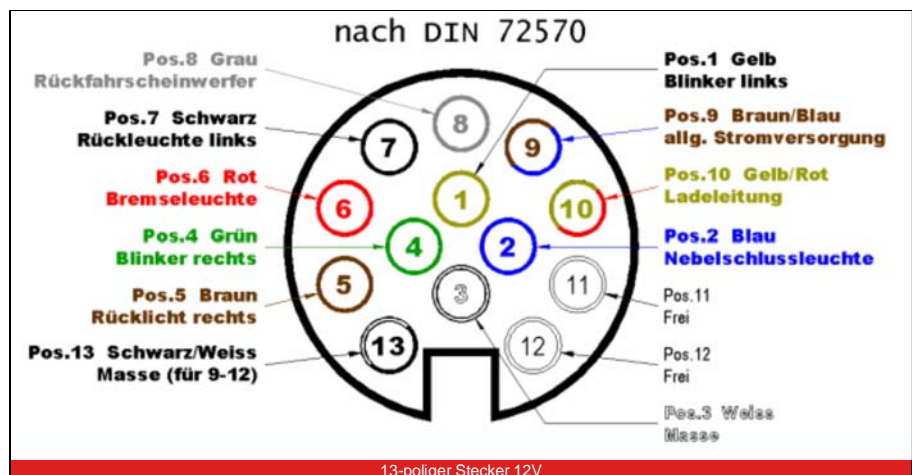 nach DIN 72570
Pos.8 Grau
Rückfahrscheinwerfer
Pos.7 Schwarz
Rückleuchte links
Pos.6 Rot
Bremseleuchte
Pos.4 Grün
Blinker rechts
Pos.5 Braun
Rücklicht rechts
Pos.13 Schwarz/Weiss
Masse (für 9-12)
8
7
9
1
6
10
4
2
5
3
11
13
12
Pos.1 Gelb
Blinker links
Pos.9 Braun/Blau
allg. Stromversorgung
Pos.10 Gelb/Rot
Ladeleitung
Pos.2 Blau
Nebelschlussleuchte
Pos.11
Frei
Pos.12
Frei
Pos.3 Weiss
Masse
13-poliger Stecker 12V